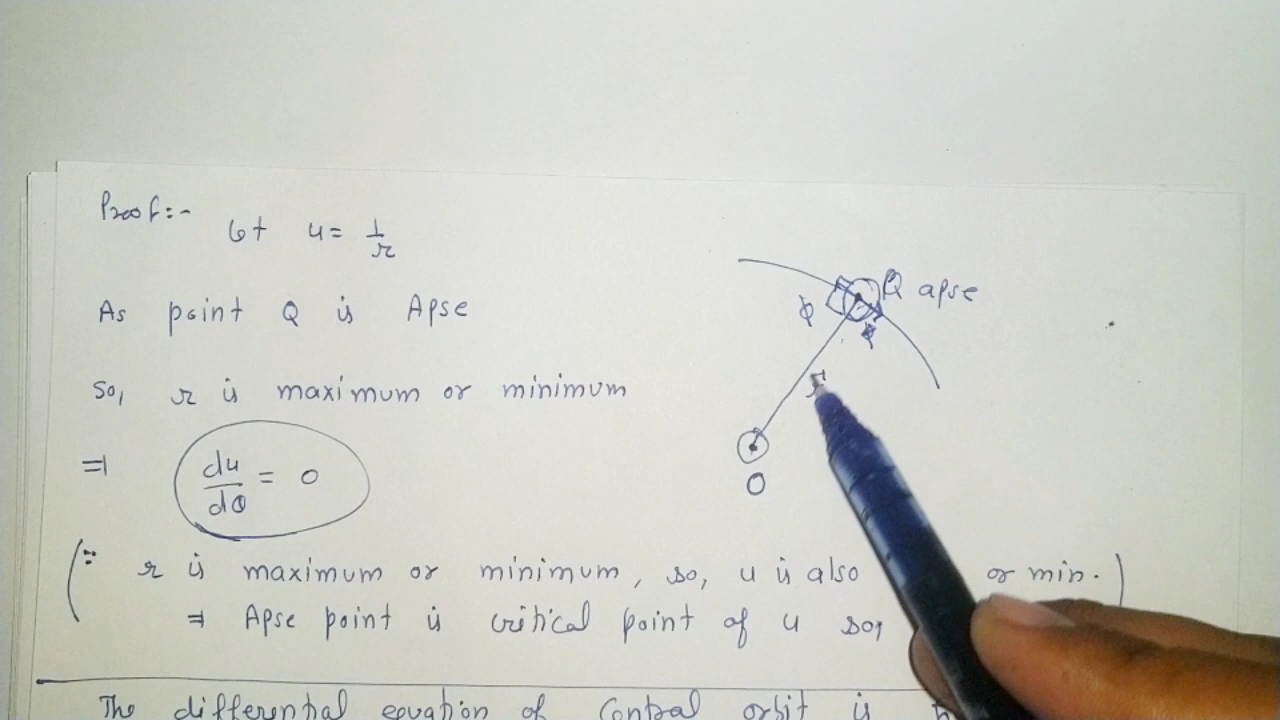 Proof:-
let u = 1/r
As point Q is Apse
So, r is maximum or minimum
⇒ du/dθ = 0
(∵ r is maximum or minimum, so, u is also or min.)
⇒ Apse point is critical point of u so,
The differential equation of Central orbit is
Q apse
ϕ
r
O